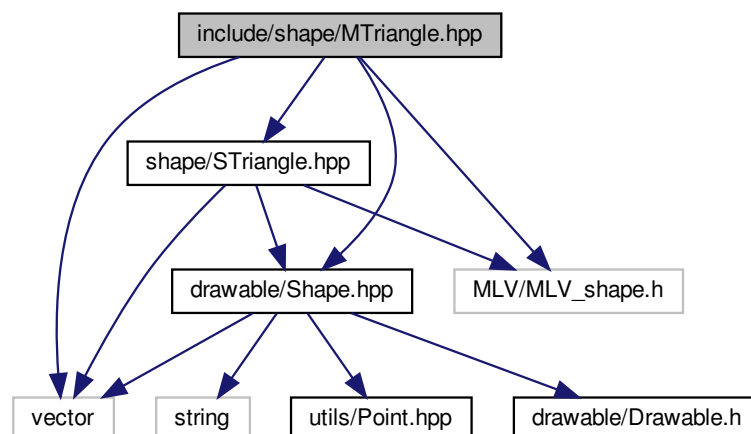 include/shape/MTriangle.hpp
shape/STriangle.hpp
drawable/Shape.hpp
MLV/MLV_shape.h
vector
string
utils/Point.hpp
drawable/Drawable.h